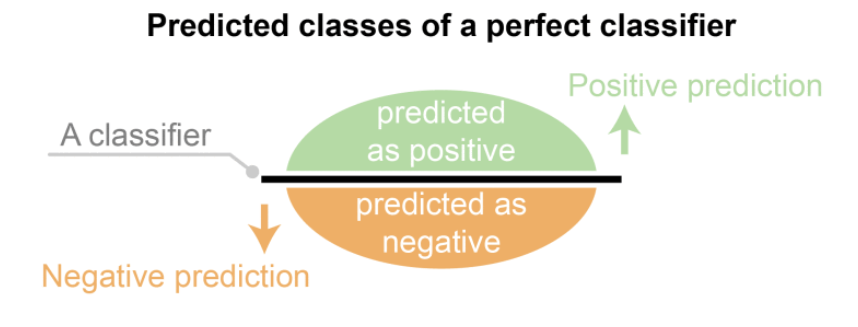 Predicted classes of a perfect classifier
Positive prediction
predicted
as positive
A classifier
predicted as
negative
Negative prediction